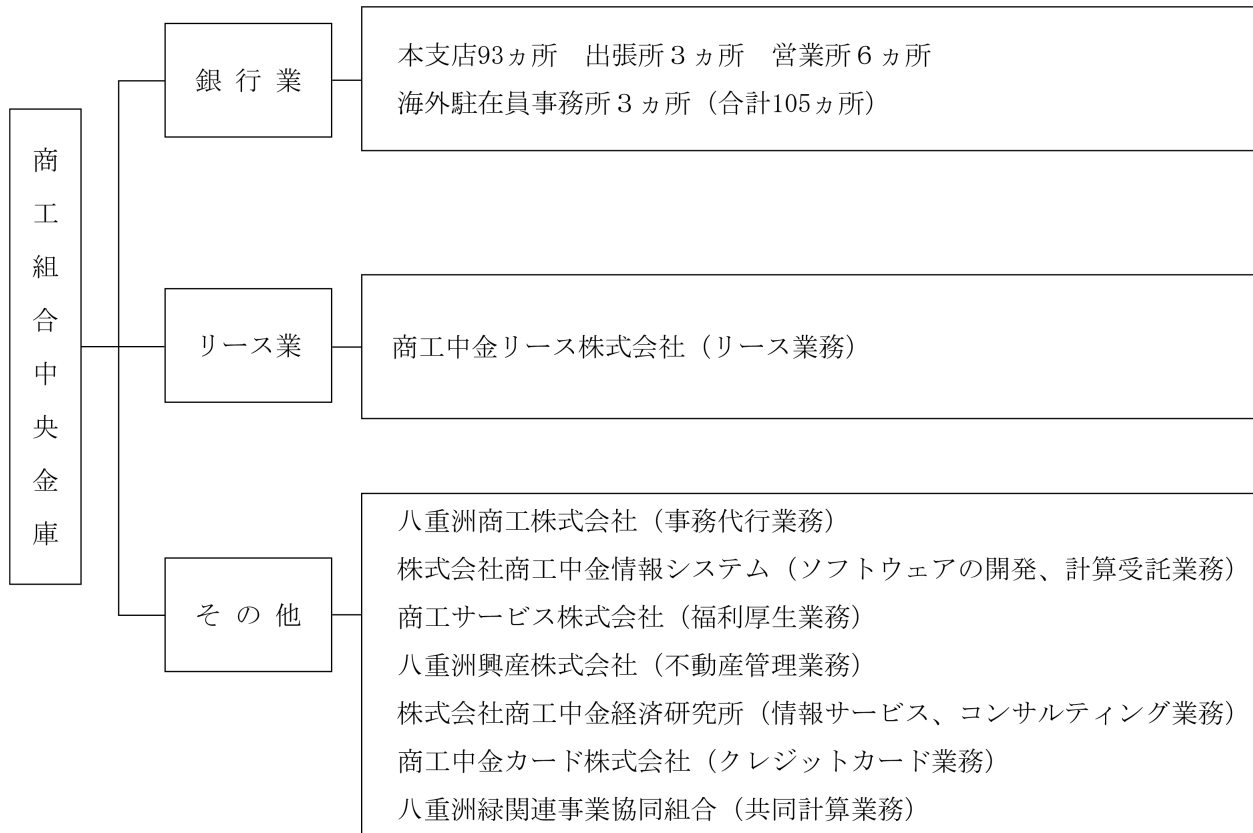 商工組合中央金庫
銀行業
本支店93ヵ所　出張所３ヵ所　営業所６ヵ所
海外駐在員事務所３ヵ所（合計105ヵ所）
リース業
商工中金リース株式会社（リース業務）
その他
八重洲商工株式会社（事務代行業務）
株式会社商工中金情報システム（ソフトウェアの開発、計算受託業務）
商工サービス株式会社（福利厚生業務）
八重洲興産株式会社（不動産管理業務）
株式会社商工中金経済研究所（情報サービス、コンサルティング業務）
商工中金カード株式会社（クレジットカード業務）
八重洲緑関連事業協同組合（共同計算業務）